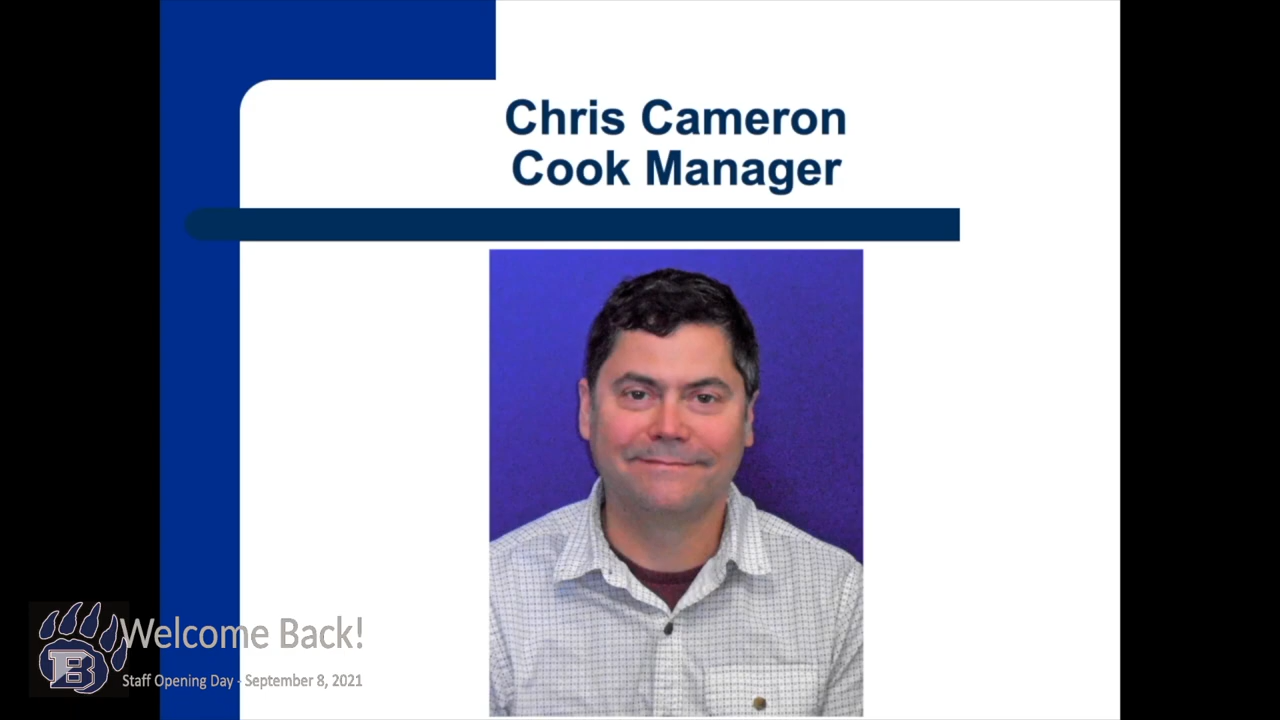 Chris Cameron
Cook Manager
Welcome Back!
Staff Opening Day - September 8, 2021
B